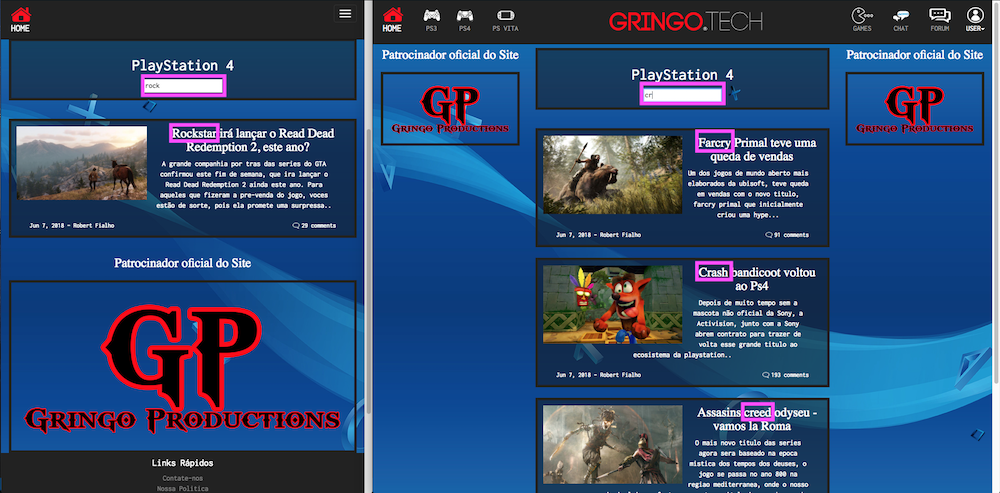 HOME
PlayStation 4
rock
Rockstar irá lançar o Read Dead
Redemption 2, este ano?
A grande companhia por tras das series do GTA
confirmou este fim de semana, que ira lançar o
Read Dead Redemption 2 ainda este ano. Para
aqueles que fizeram a pre-venda do jogo, voces
estão de sorte, pois ela promete uma surpressa..
Jun 7, 2018 - Robert Fialho
29 comments
Patrocinador oficial do Site
GP
GRINGO PRODUCTIONS
Links Rápidos
Contate-nos
Nossa Politica
HOME
PS3
PS4
PS VITA
GRINGO.TECH
GAMES
CHAT
FORUM
USER
Patrocinador oficial do Site
GP
GRINGO PRODUCTIONS
PlayStation 4
cr
Farcry Primal teve uma
queda de vendas
Um dos jogos de mundo aberto mais
elaborados da ubisoft, teve queda
em vendas com o novo titulo,
farcry primal que inicialmente
criou uma hype...
Jun 7, 2018 - Robert Fialho
91 comments
Crash bandicoot voltou
ao Ps4
Depois de muito tempo sem a
mascota não oficial da Sony, a
Activision, junto com a Sony
abrem contrato para trazer de
volta esse grande titulo ao
ecosistema da playstation..
Jun 7, 2018 - Robert Fialho
193 comments
Assasins creed odyseu -
vamos la Roma
O mais novo titulo das series
agora sera baseado na epoca
mistica dos tempos dos deuses, o
jogo se passa no ano 800 na
regiao mediterranea, onde o nosso
Patrocinador oficial do Site
GP
GRINGO PRODUCTIONS